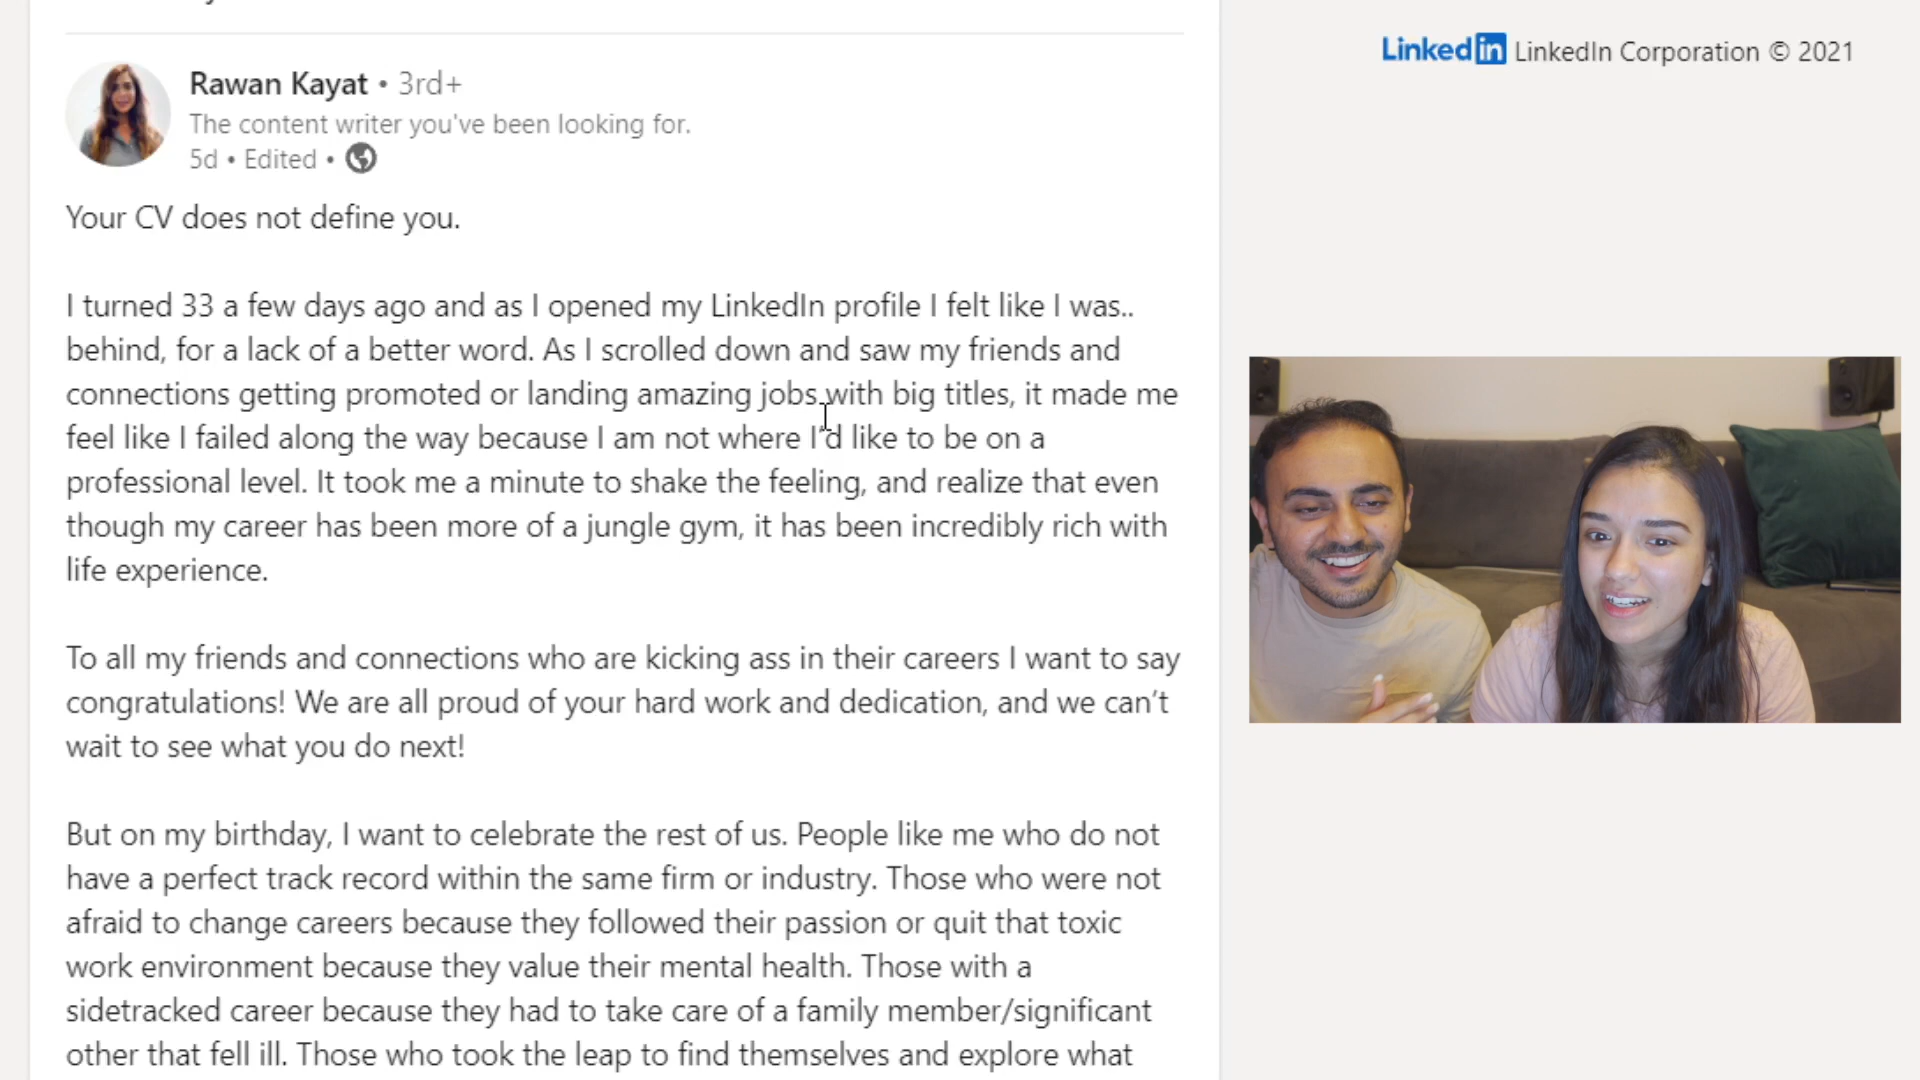 Rawan Kayat • 3rd+
The content writer you've been looking for.
5d • Edited •
Your CV does not define you.
I turned 33 a few days ago and as I opened my LinkedIn profile I felt like I was..
behind, for a lack of a better word. As I scrolled down and saw my friends and
connections getting promoted or landing amazing jobs with big titles, it made me
feel like I failed along the way because I am not where I'd like to be on a
professional level. It took me a minute to shake the feeling, and realize that even
though my career has been more of a jungle gym, it has been incredibly rich with
life experience.
To all my friends and connections who are kicking ass in their careers I want to say
congratulations! We are all proud of your hard work and dedication, and we can’t
wait to see what you do next!
But on my birthday, I want to celebrate the rest of us. People like me who do not
have a perfect track record within the same firm or industry. Those who were not
afraid to change careers because they followed their passion or quit that toxic
work environment because they value their mental health. Those with a
sidetracked career because they had to take care of a family member/significant
other that fell ill. Those who took the leap to find themselves and explore what
LinkedIn LinkedIn Corporation © 2021